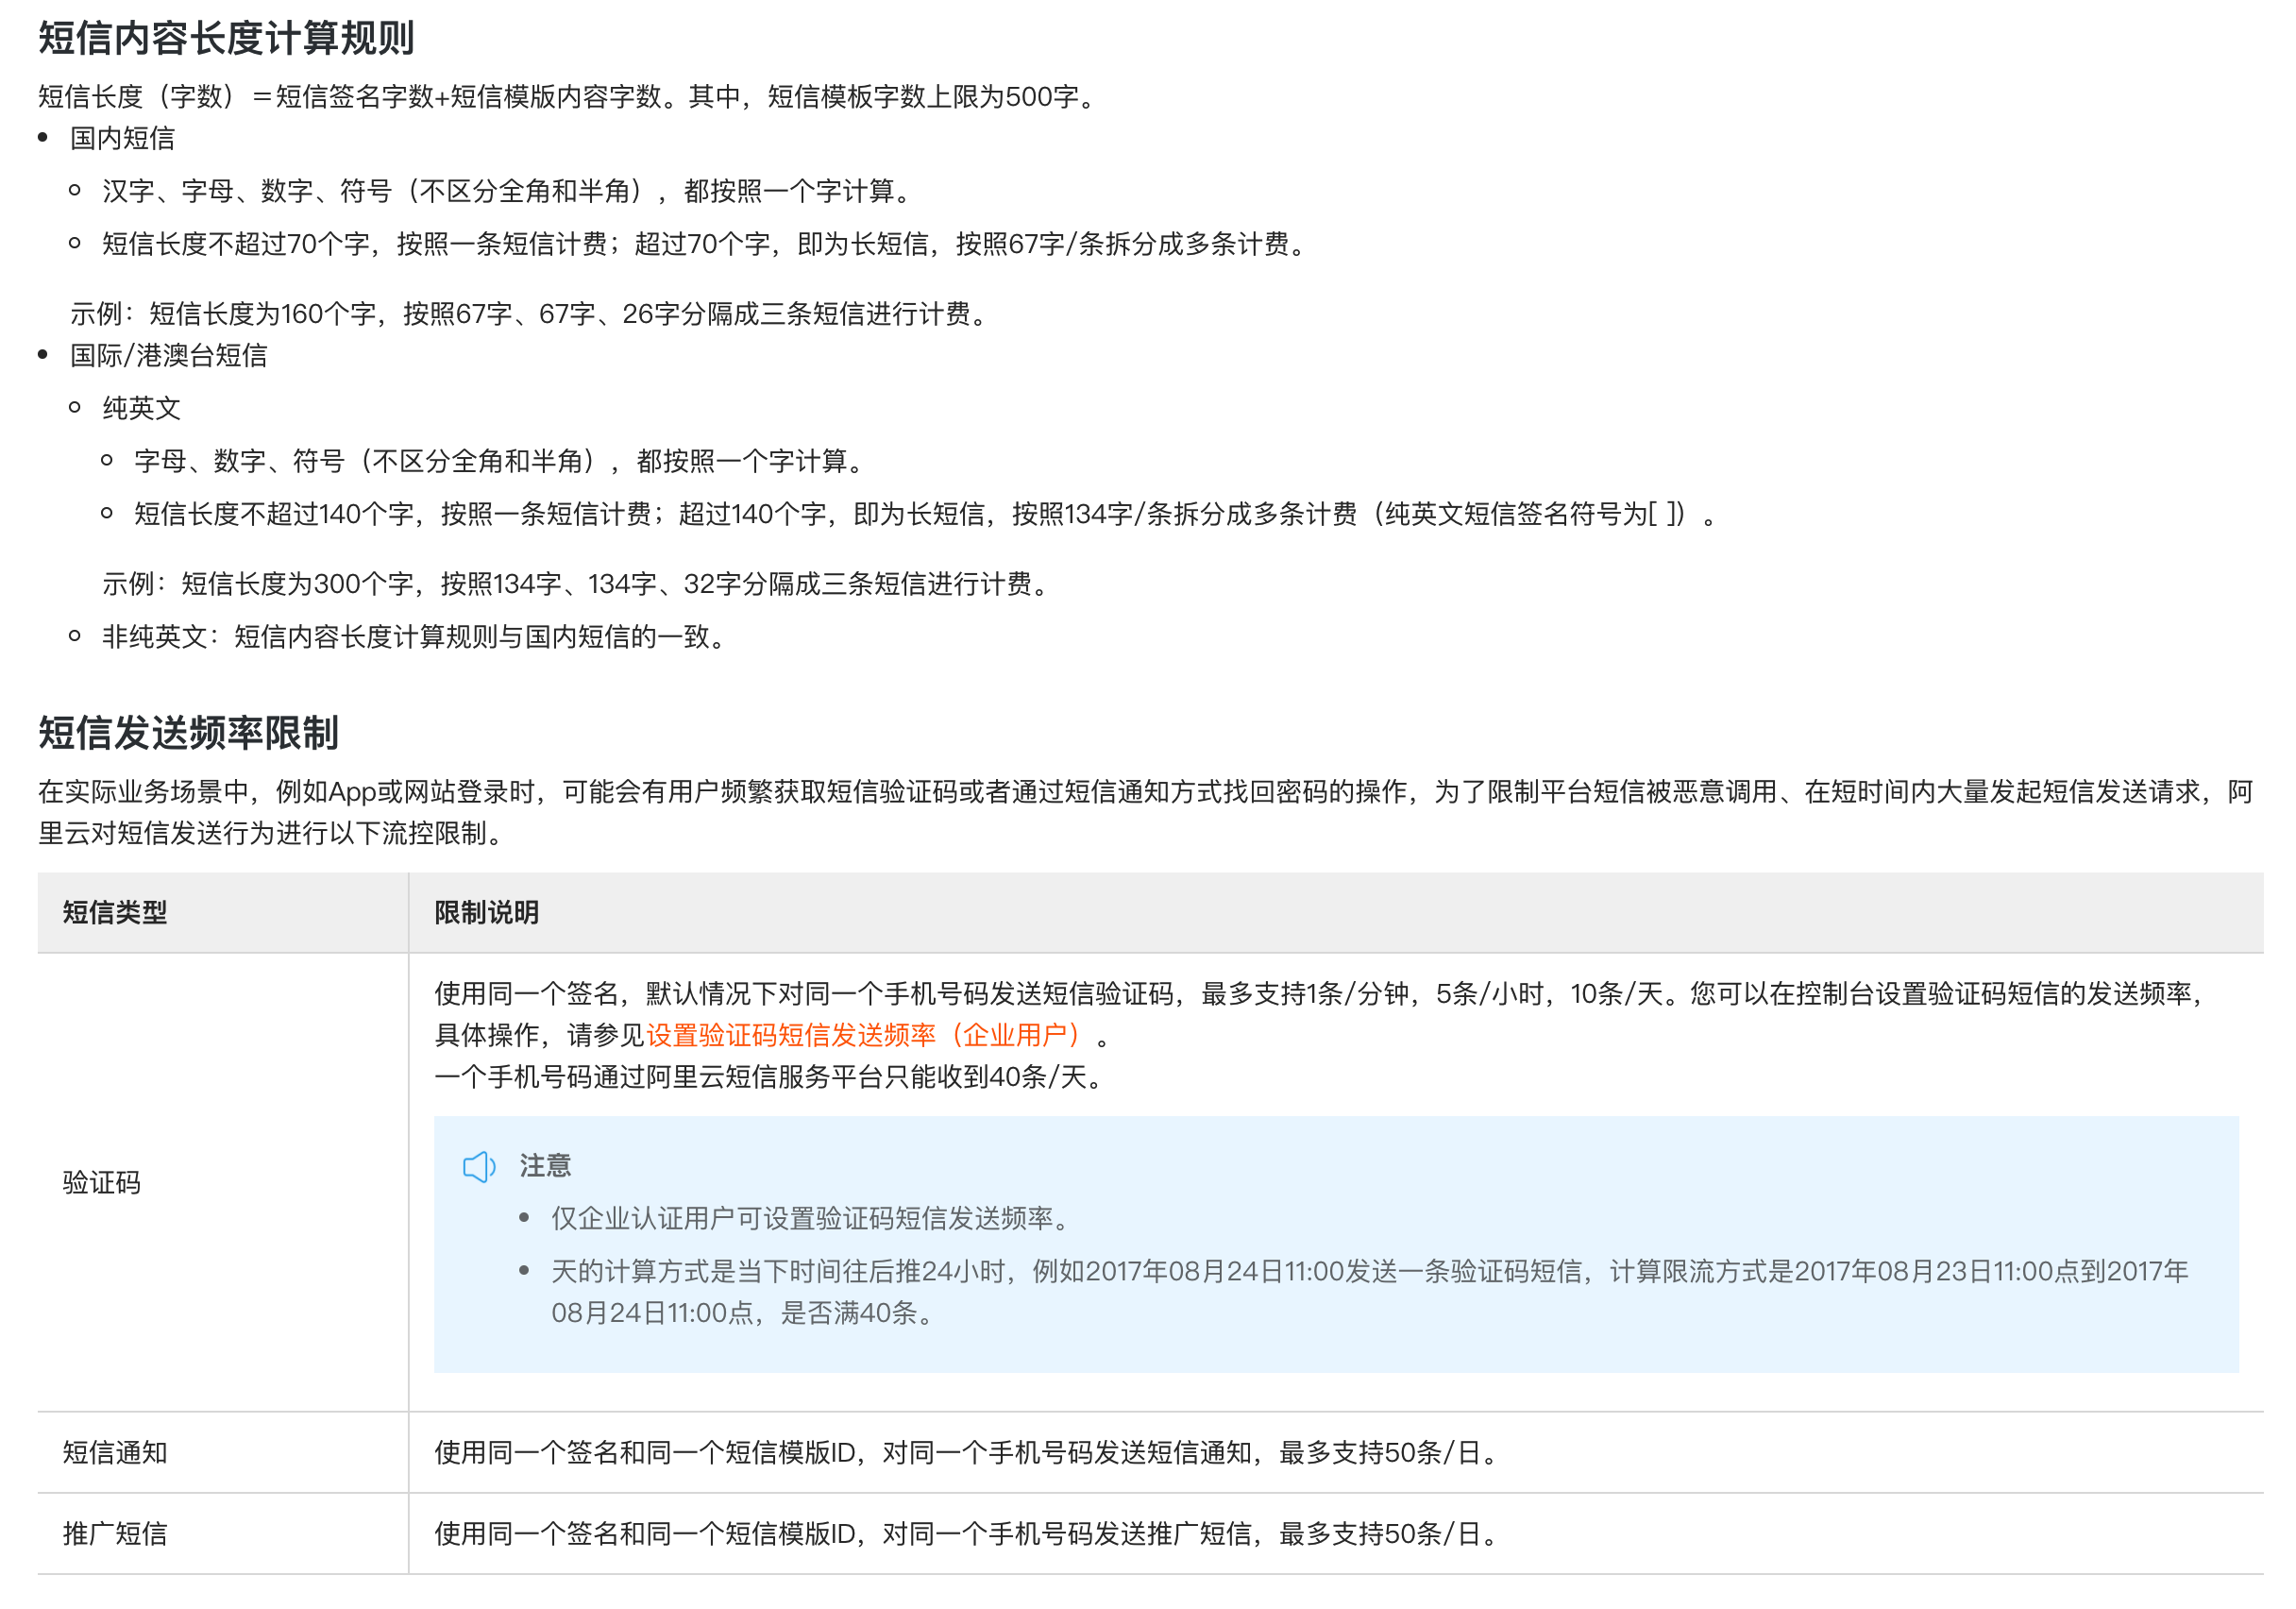 短信内容长度计算规则
短信长度（字数）＝短信签名字数+短信模版内容字数。其中，短信模板字数上限为500字。
国内短信
汉字、字母、数字、符号（不区分全角和半角），都按照一个字计算。
短信长度不超过70个字，按照一条短信计费；超过70个字，即为长短信，按照67字/条拆分成多条计费。
示例：短信长度为160个字，按照67字、67字、26字分隔成三条短信进行计费。
国际/港澳台短信
纯英文
字母、数字、符号（不区分全角和半角），都按照一个字计算。
短信长度不超过140个字，按照一条短信计费；超过140个字，即为长短信，按照134字/条拆分成多条计费（纯英文短信签名符号为[ ]）。
示例：短信长度为300个字，按照134字、134字、32字分隔成三条短信进行计费。
非纯英文：短信内容长度计算规则与国内短信的一致。
短信发送频率限制
在实际业务场景中，例如App或网站登录时，可能会有用户频繁获取短信验证码或者通过短信通知方式找回密码的操作，为了限制平台短信被恶意调用、在短时间内大量发起短信发送请求，阿
里云对短信发送行为进行以下流控限制。
短信类型
限制说明
验证码
使用同一个签名，默认情况下对同一个手机号码发送短信验证码，最多支持1条/分钟，5条/小时，10条/天。您可以在控制台设置验证码短信的发送频率，
具体操作，请参见设置验证码短信发送频率（企业用户）。
一个手机号码通过阿里云短信服务平台只能收到40条/天。
注意
仅企业认证用户可设置验证码短信发送频率。
天的计算方式是当下时间往后推24小时，例如2017年08月24日11:00发送一条验证码短信，计算限流方式是2017年08月23日11:00点到2017年
08月24日11:00点，是否满40条。
短信通知
使用同一个签名和同一个短信模版ID，对同一个手机号码发送短信通知，最多支持50条/日。
推广短信
使用同一个签名和同一个短信模版ID，对同一个手机号码发送推广短信，最多支持50条/日。